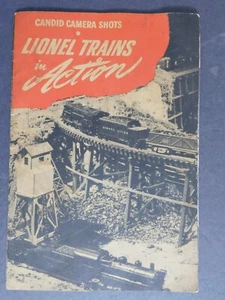 CANDID CAMERA SHOTS
LIONEL TRAINS
in
Action